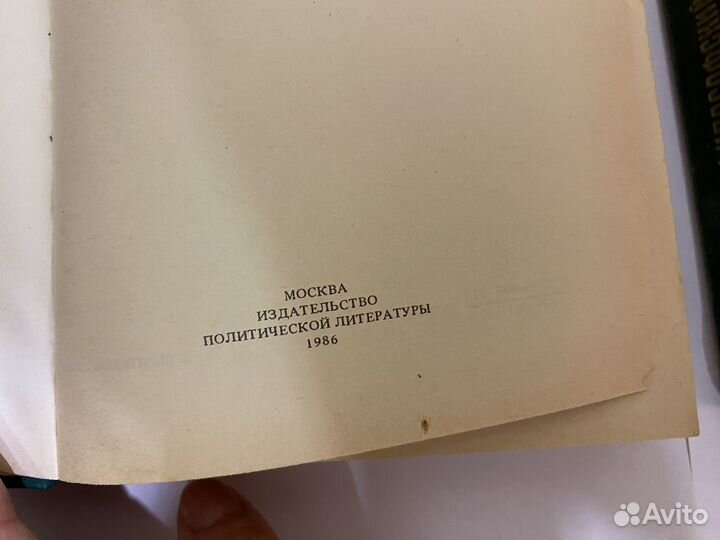 МОСКВА
ИЗДАТЕЛЬСТВО
ПОЛИТИЧЕСКОЙ ЛИТЕРАТУРЫ
1986
Avito